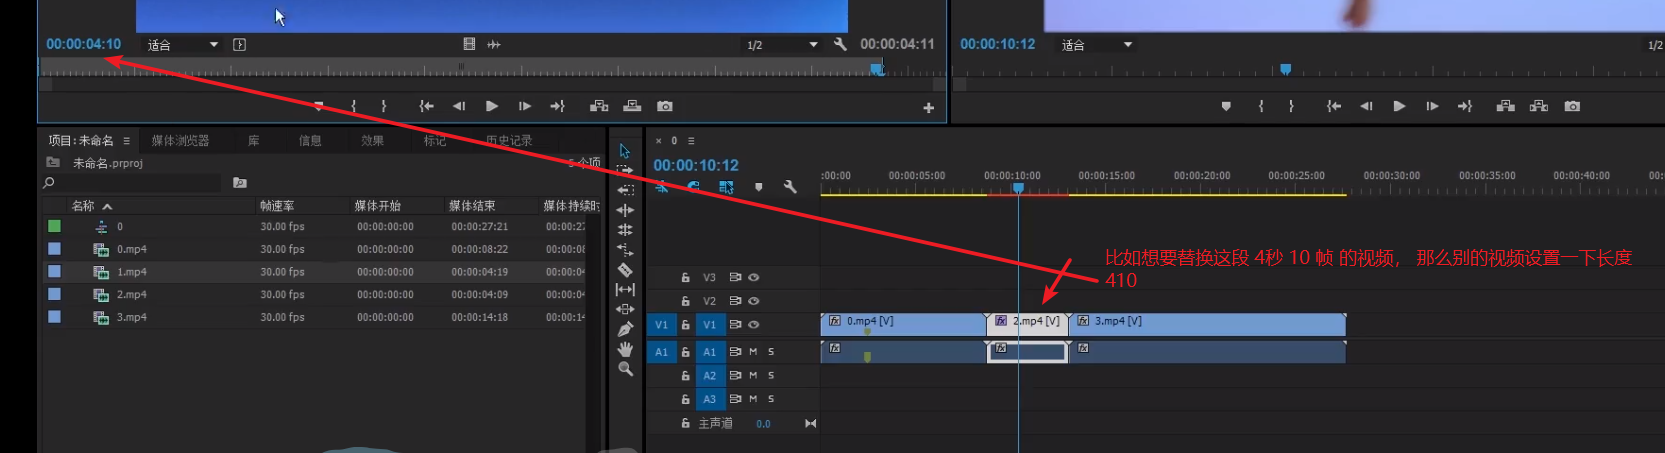 00:00:04:10 适合 1/2 00:00:04:11 00:00:10:12 适合 1/2
项目:未命名 媒体浏览器 库 信息 效果 标记 历史记录
未命名.prproj 5 个项
名称 帧速率 媒体开始 媒体结束 媒体持续时
0 30.00 fps 00:00:00:00 00:00:27:21 00:00:27
0.mp4 30.00 fps 00:00:00:00 00:00:08:22 00:00:08
1.mp4 30.00 fps 00:00:00:00 00:00:04:19 00:00:04
2.mp4 30.00 fps 00:00:00:00 00:00:04:09 00:00:04
3.mp4 30.00 fps 00:00:00:00 00:00:14:18 00:00:14
× 0
00:00:10:12
:00:00 00:00:05:00 00:00:10:00 00:00:15:00 00:00:20:00 00:00:25:00 00:00:30:00 00:00:35:00 00:00:40:00 00:
比如想要替换这段 4秒 10 帧 的视频， 那么别的视频设置一下长度
410
V3
V2
V1 V1 fx 0.mp4 [V] fx 2.mp4 [V] fx 3.mp4 [V]
A1 A1 M S fx fx fx
A2 M S
A3 M S
主声道 0.0